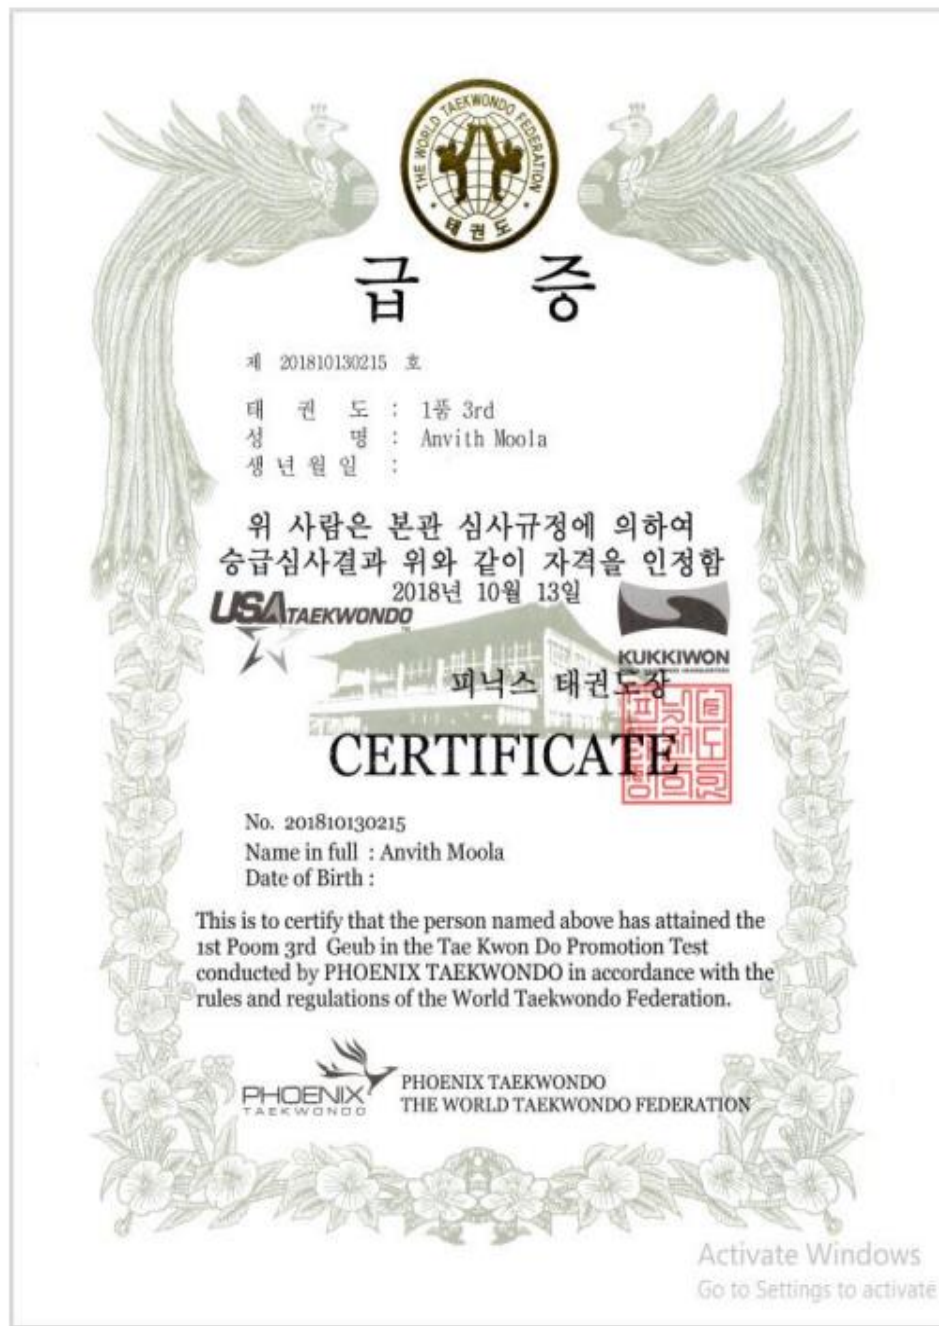 THE WORLD TAEKWONDO FEDERATION
태권도
급 증
제 201810130215 호
태 권 도 : 1품 3rd
성 명 : Anvith Moola
생년월일 :
위 사람은 본관 심사규정에 의하여
승급심사결과 위와 같이 자격을 인정함
2018년 10월 13일
USA TAEKWONDO
KUKKIWON
피닉스 태권도장
CERTIFICATE
No. 201810130215
Name in full : Anvith Moola
Date of Birth :
This is to certify that the person named above has attained the
1st Poom 3rd Geub in the Tae Kwon Do Promotion Test
conducted by PHOENIX TAEKWONDO in accordance with the
rules and regulations of the World Taekwondo Federation.
PHOENIX
TAEKWONDO
PHOENIX TAEKWONDO
THE WORLD TAEKWONDO FEDERATION
Activate Windows
Go to Settings to activate